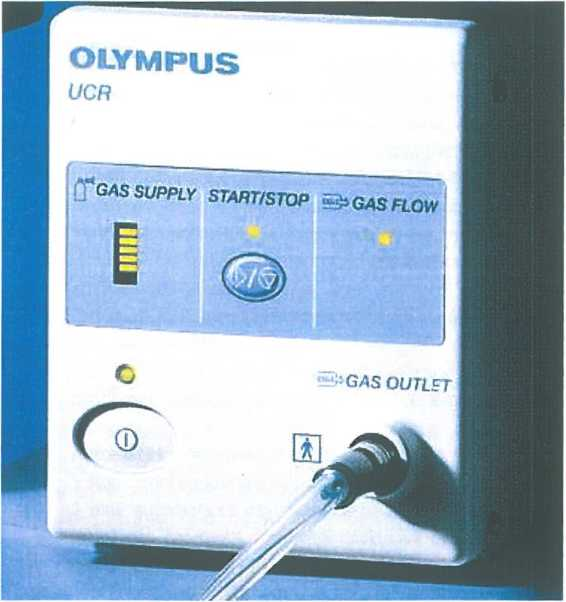 OLYMPUS
UCR
GAS SUPPLY START/STOP GAS FLOW
GAS OUTLET